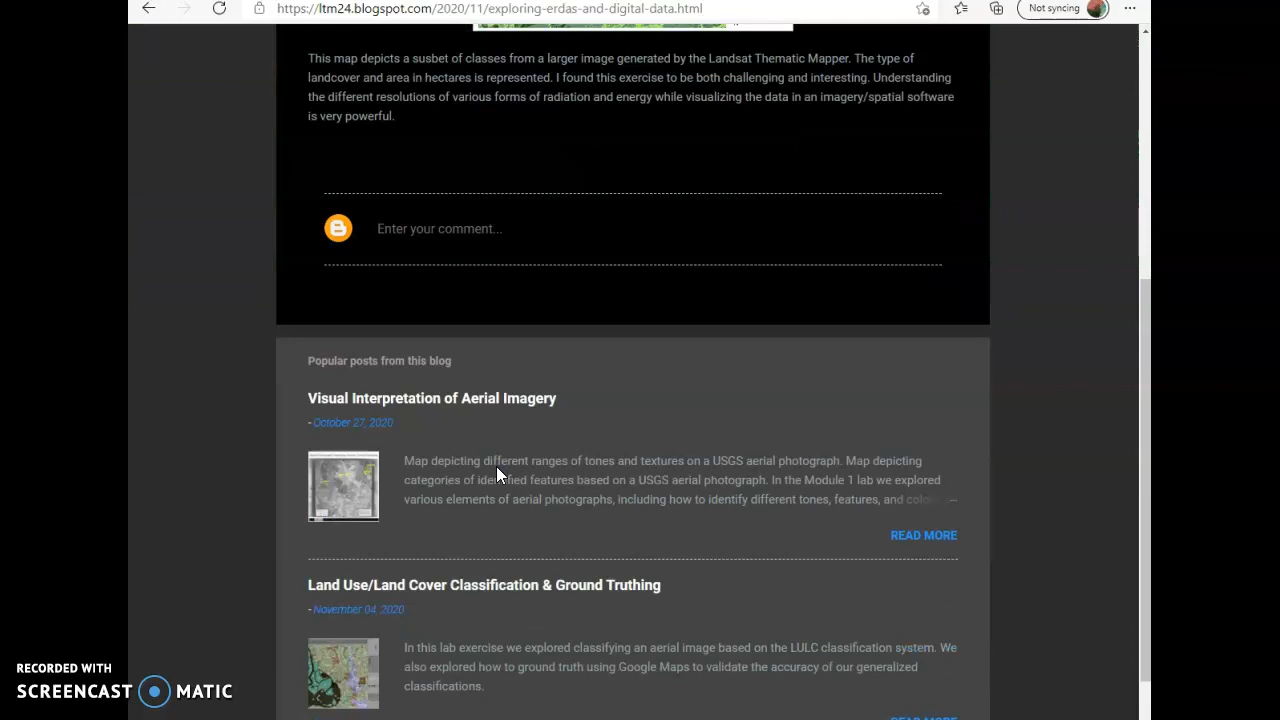 https://ltm24.blogspot.com/2020/11/exploring-erdas-and-digital-data.html
Not syncing
This map depicts a susbet of classes from a larger image generated by the Landsat Thematic Mapper. The type of
landcover and area in hectares is represented. I found this exercise to be both challenging and interesting. Understanding
the different resolutions of various forms of radiation and energy while visualizing the data in an imagery/spatial software
is very powerful.
Enter your comment...
Popular posts from this blog
Visual Interpretation of Aerial Imagery
- October 27, 2020
Map depicting different ranges of tones and textures on a USGS aerial photograph. Map depicting
categories of identified features based on a USGS aerial photograph. In the Module 1 lab we explored
various elements of aerial photographs, including how to identify different tones, features, and
READ MORE
Land Use/Land Cover Classification & Ground Truthing
- November 04, 2020
In this lab exercise we explored classifying an aerial image based on the LULC classification system. We
also explored how to ground truth using Google Maps to validate the accuracy of our generalized
classifications.
READ MORE
RECORDED WITH
SCREENCAST MATIC